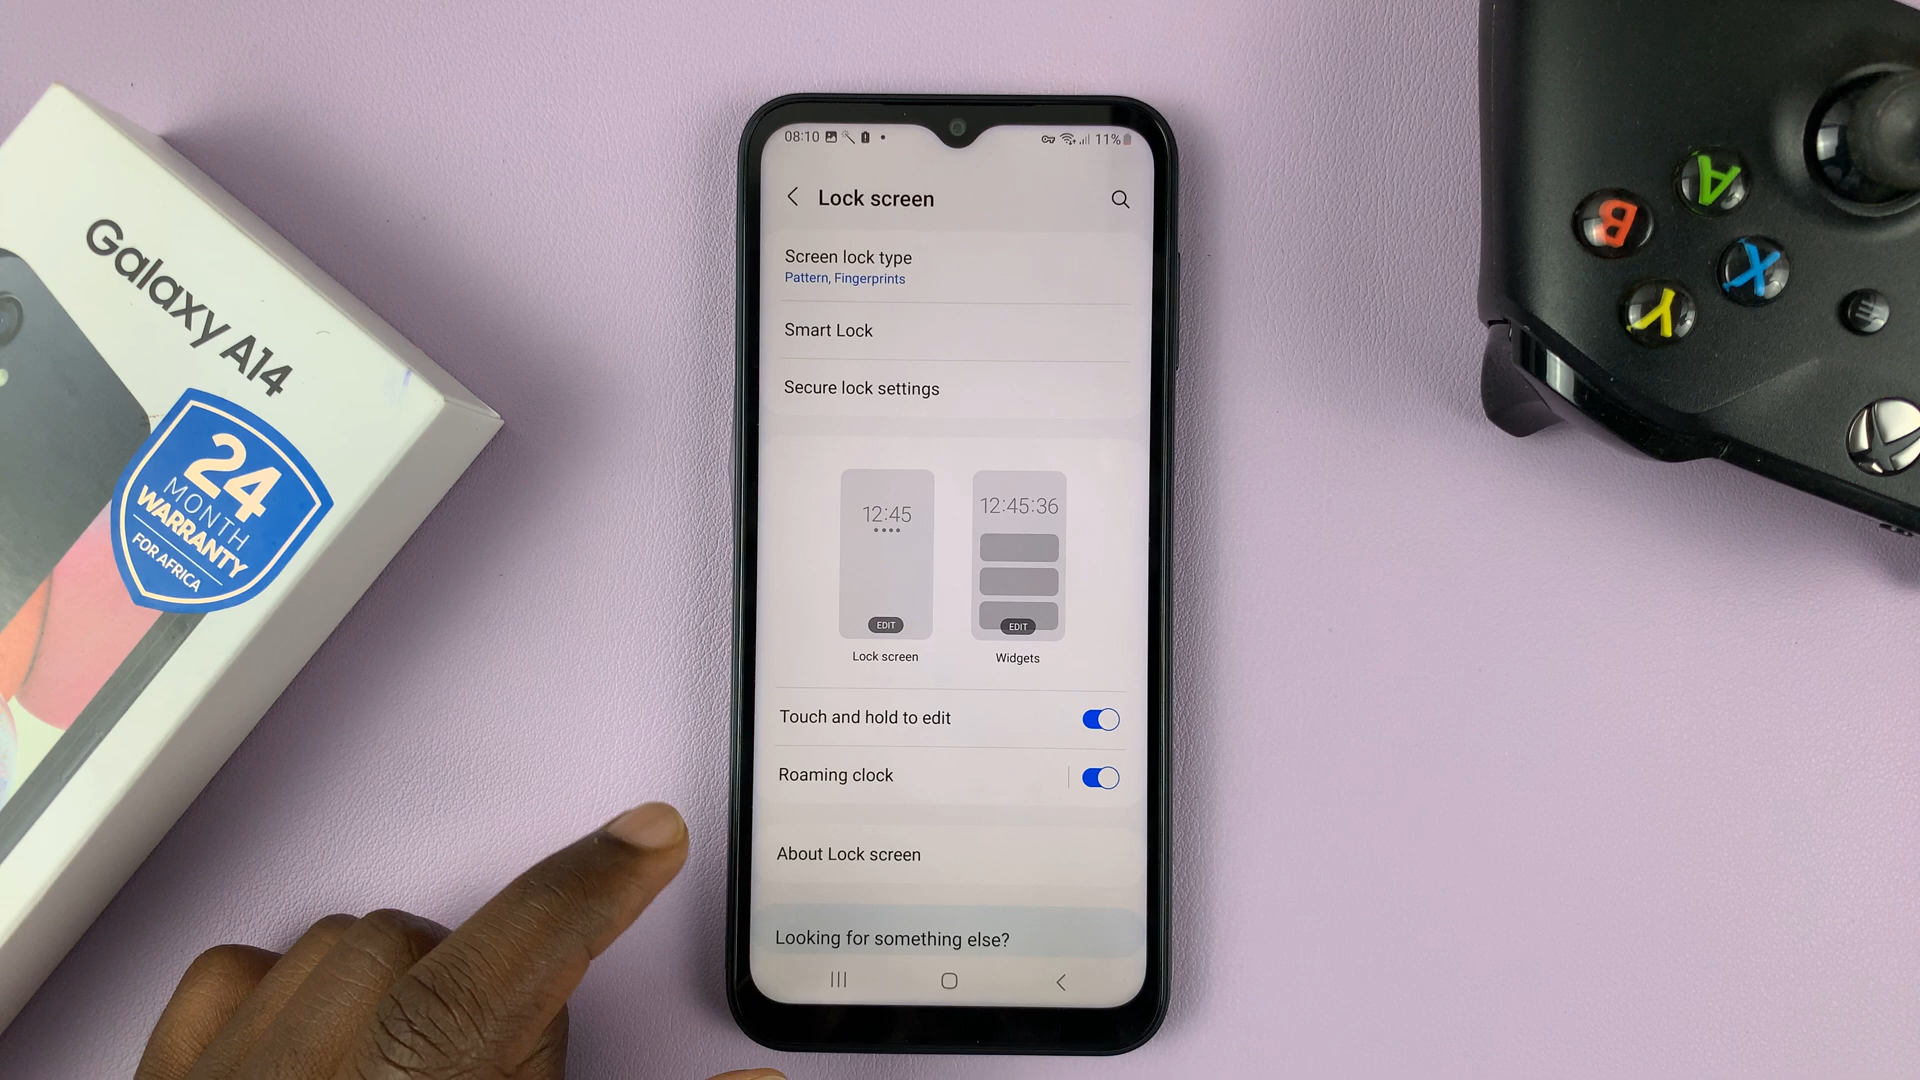 Galaxy A14
24
MONTH
WARRANTY
FOR AFRICA
08:10
11%
Lock screen
Screen lock type
Pattern, Fingerprints
Smart Lock
Secure lock settings
12:45
EDIT
Lock screen
12:45:36
EDIT
Widgets
Touch and hold to edit
Roaming clock
About Lock screen
Looking for something else?
A
B
X
Y